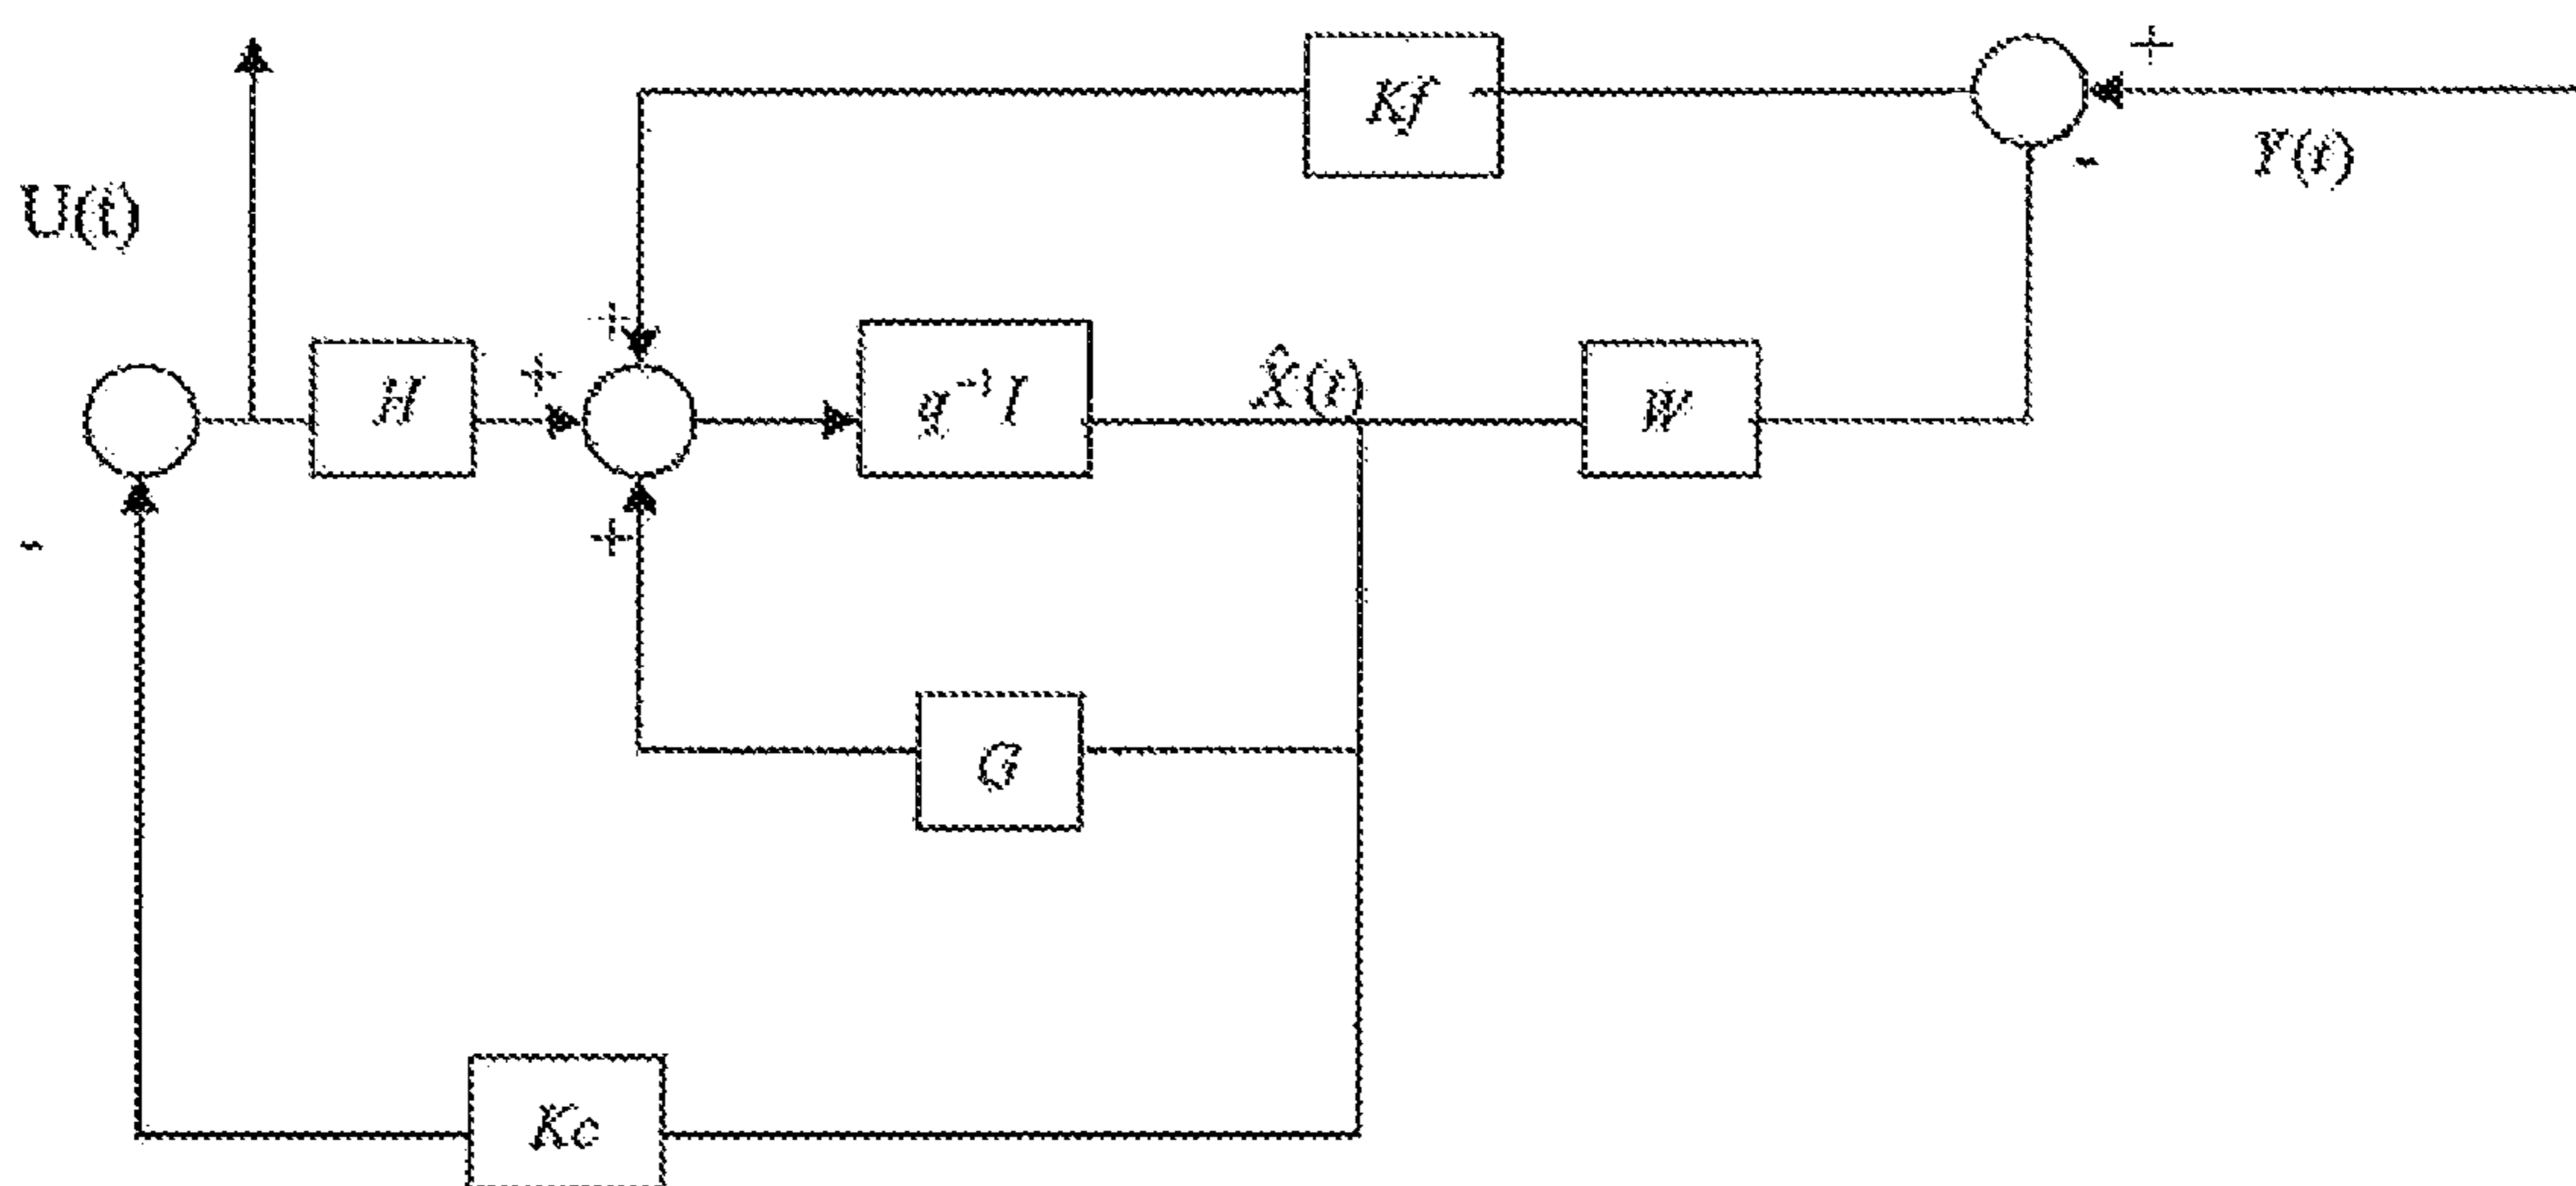 +
Kf
-
Y(t)
U(t)
+
+
H
q⁻¹I
X̂(t)
W
+
-
G
Kc